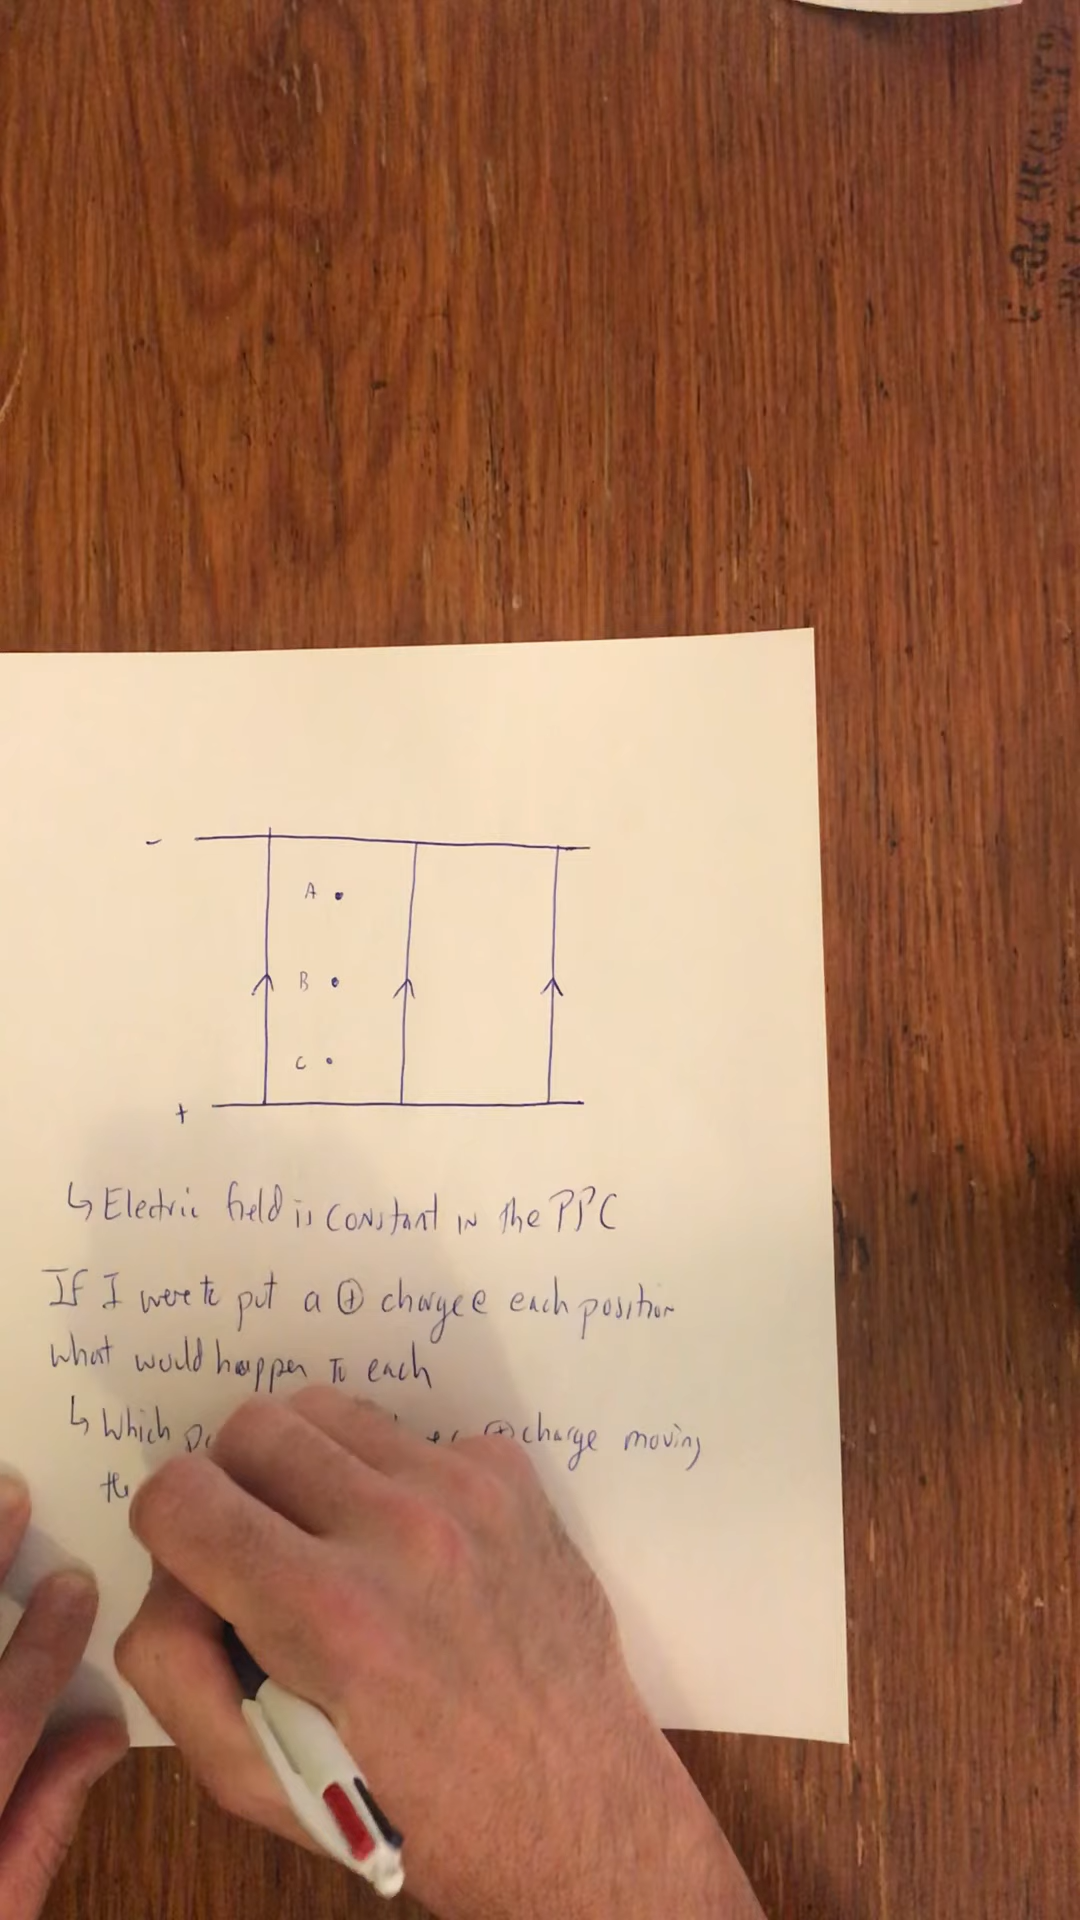 -
A
B
C
+
↳ Electric field is constant in the PPC
If I were to put a ⊕ charge @ each position
what would happen to each
↳ Which ⊕ charge moving
the